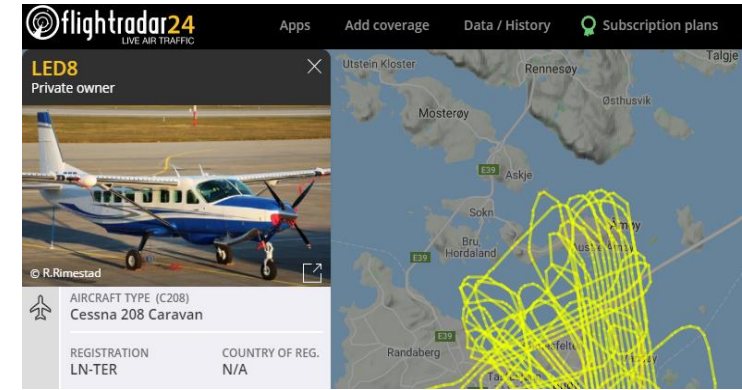 flightradar24
LIVE AIR TRAFFIC
Apps
Add coverage
Data / History
Subscription plans
LED8
Private owner
© R.Rimestad
AIRCRAFT TYPE (C208)
Cessna 208 Caravan
REGISTRATION
COUNTRY OF REG.
LN-TER
N/A
Utstein Kloster
Rennesøy
Talgje
Mosterøy
Østhusvik
E39
Askje
Sokn
Bru,
Hordaland
E39
Åmøy
E39
Randaberg